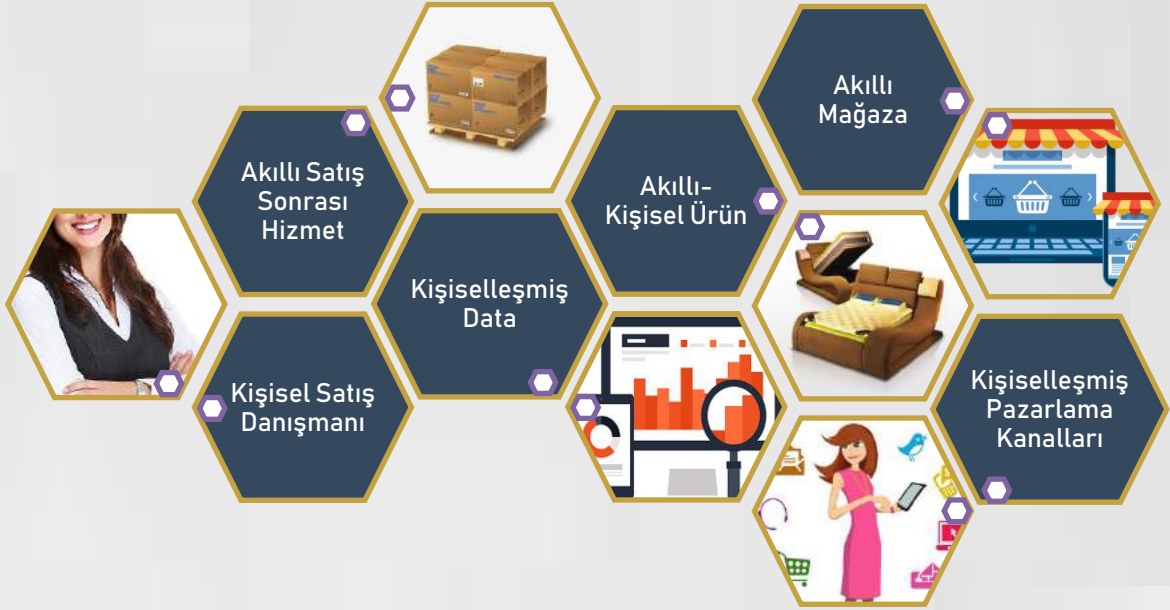 Akıllı Satış
Sonrası
Hizmet
Kişisel Satış
Danışmanı
Kişiselleşmiş
Data
Akıllı-
Kişisel Ürün
Akıllı
Mağaza
Kişiselleşmiş
Pazarlama
Kanalları